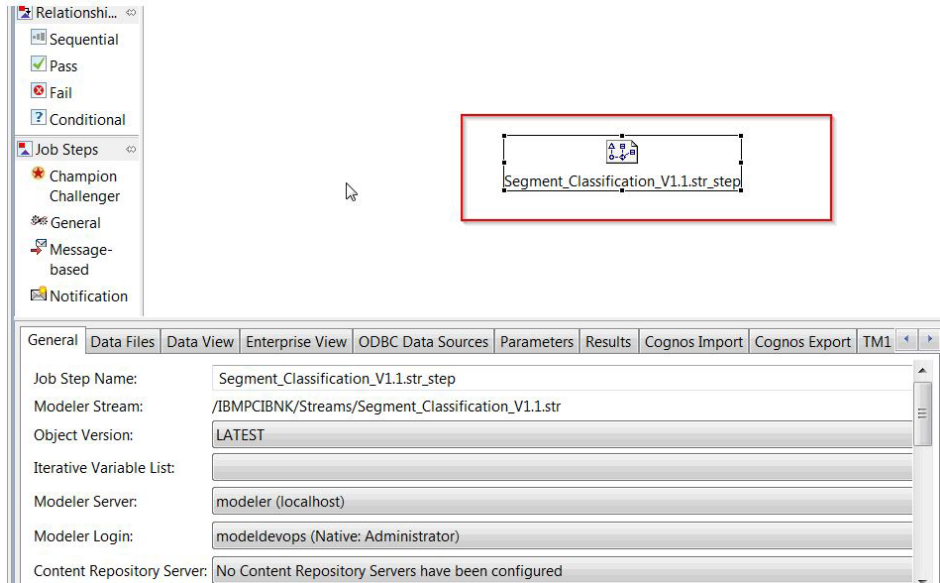 Relationshi...
Sequential
Pass
Fail
Conditional
Job Steps
Champion
Challenger
General
Message-
based
Notification
Segment_Classification_V1.1.str_step
General Data Files Data View Enterprise View ODBC Data Sources Parameters Results Cognos Import Cognos Export TM1
Job Step Name: Segment_Classification_V1.1.str_step
Modeler Stream: /IBMPCIBNK/Streams/Segment_Classification_V1.1.str
Object Version: LATEST
Iterative Variable List:
Modeler Server: modeler (localhost)
Modeler Login: modeldevops (Native: Administrator)
Content Repository Server: No Content Repository Servers have been configured